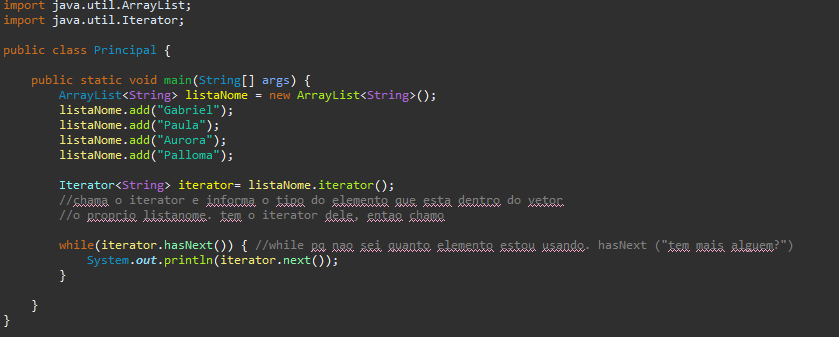 import java.util.ArrayList;
import java.util.Iterator;
public class Principal {
public static void main(String[] args) {
ArrayList<String> listaNome = new ArrayList<String>();
listaNome.add("Gabriel");
listaNome.add("Paula");
listaNome.add("Aurora");
listaNome.add("Palloma");
Iterator<String> iterator= listaNome.iterator();
//chama o iterator e informa o tipo do elemento que esta dentro do vetor
//o proprio listanome. tem o iterator dele, entao chamo
while(iterator.hasNext()) { //while pq nao sei quanto elemento estou usando. hasNext ("tem mais alguem?")
System.out.println(iterator.next());
}
}
}